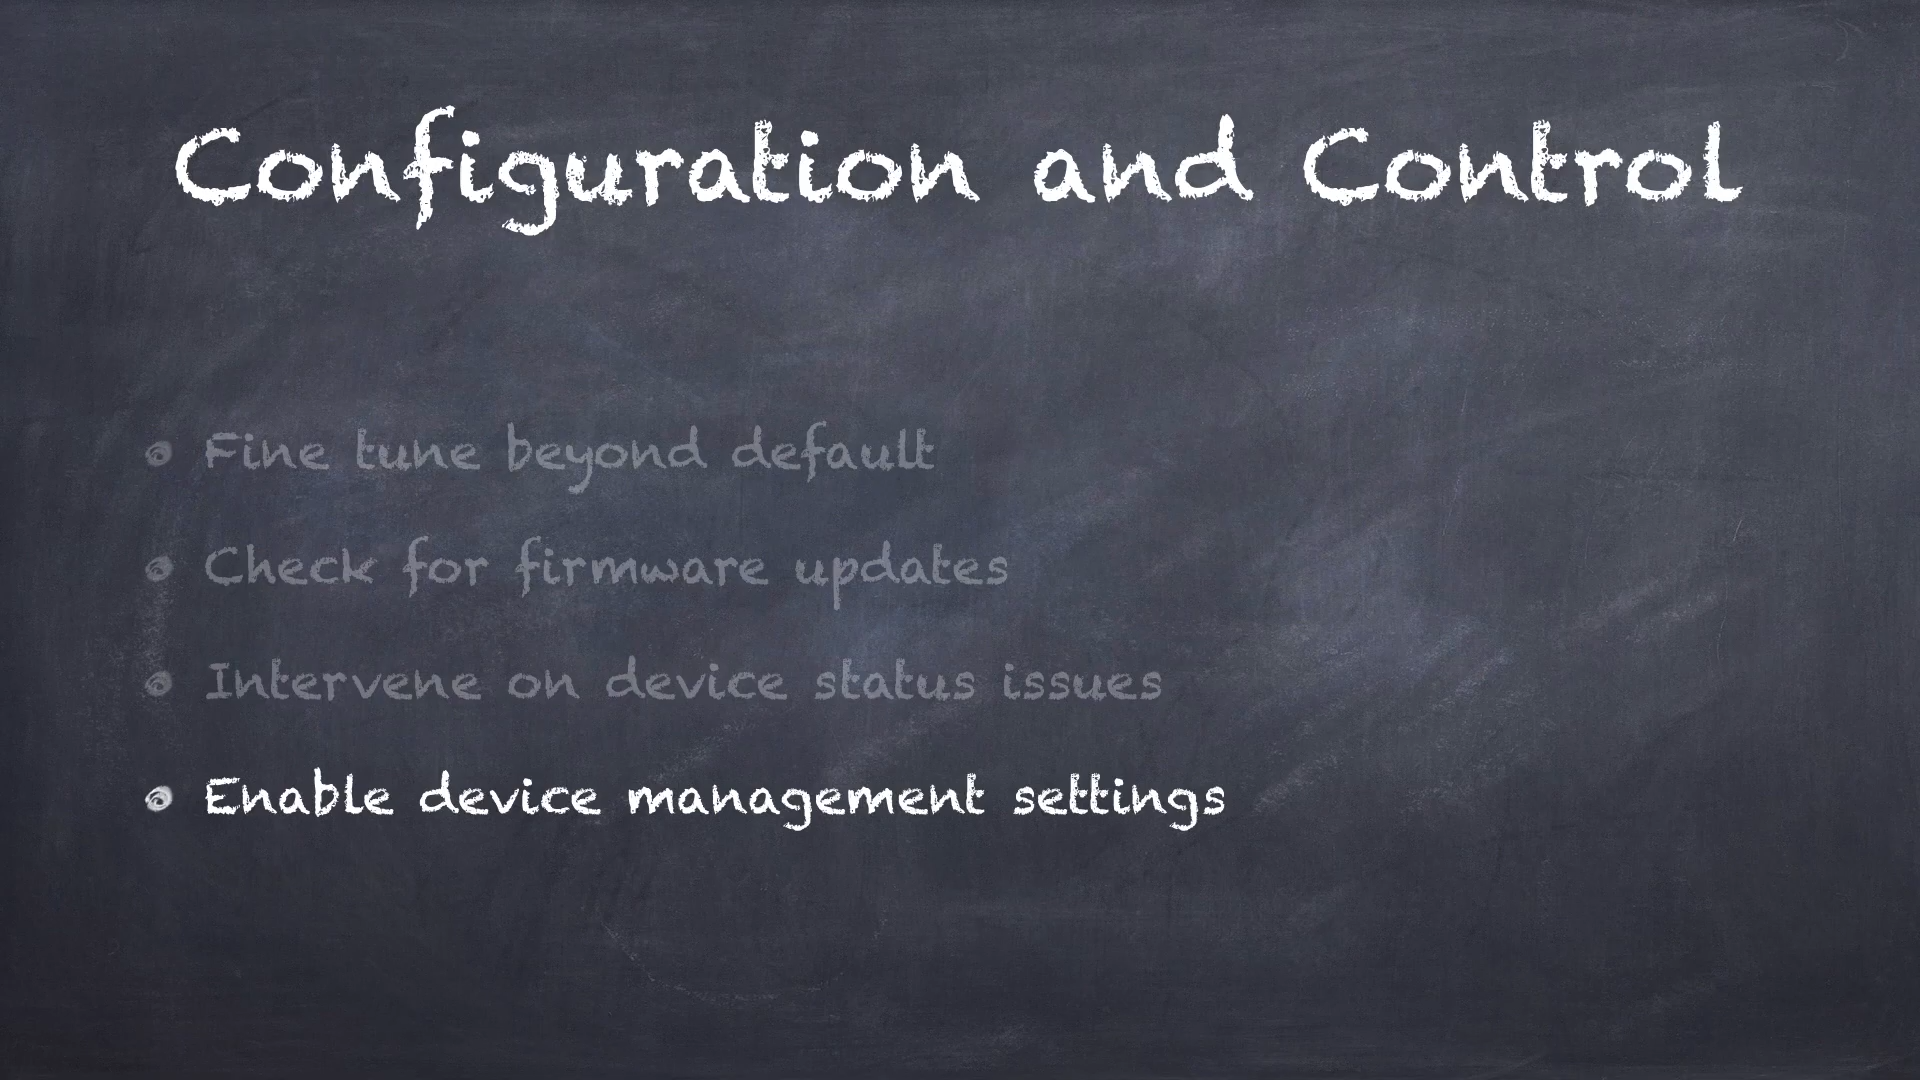 Configuration and Control
Fine tune beyond default
Check for firmware updates
Intervene on device status issues
Enable device management settings